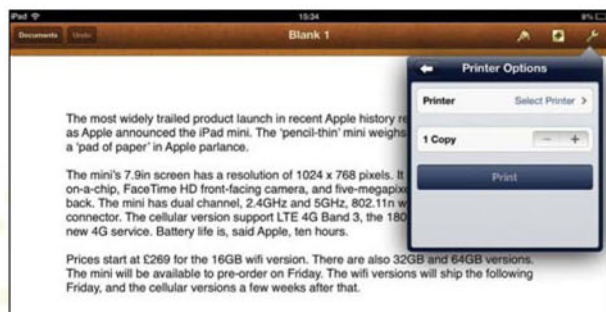 iPad 15:34 8%
Documents Undo Blank 1
Printer Options
Printer Select Printer >
1 Copy - +
Print
The most widely trailed product launch in recent Apple history
as Apple announced the iPad mini. The 'pencil-thin' mini weighs
a 'pad of paper' in Apple parlance.
The mini's 7.9in screen has a resolution of 1024 x 768 pixels. It
on-a-chip, FaceTime HD front-facing camera, and
back. The mini has dual channel, 2.4GHz and 5GHz, 802.11n
connector. The cellular version support LTE 4G Band 3, the
new 4G service. Battery life is, said Apple, ten hours.
Prices start at £269 for the 16GB wifi version. There are also 32GB and 64GB versions.
The mini will be available to pre-order on Friday. The wifi versions will ship the following
Friday, and the cellular versions a few weeks after that.